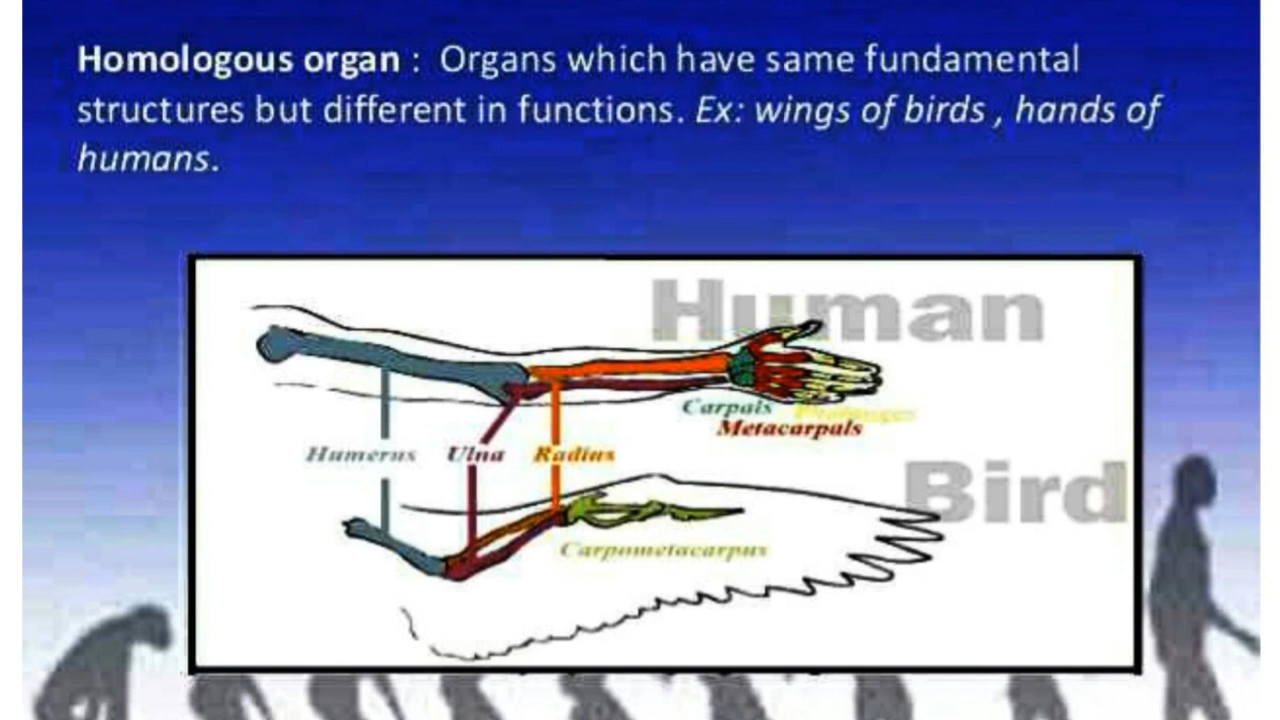 Homologous organ : Organs which have same fundamental
structures but different in functions. Ex: wings of birds , hands of
humans.
Human
Carpals Phalanges
Metacarpals
Humerus Ulna Radius
Bird
Carpometacarpus